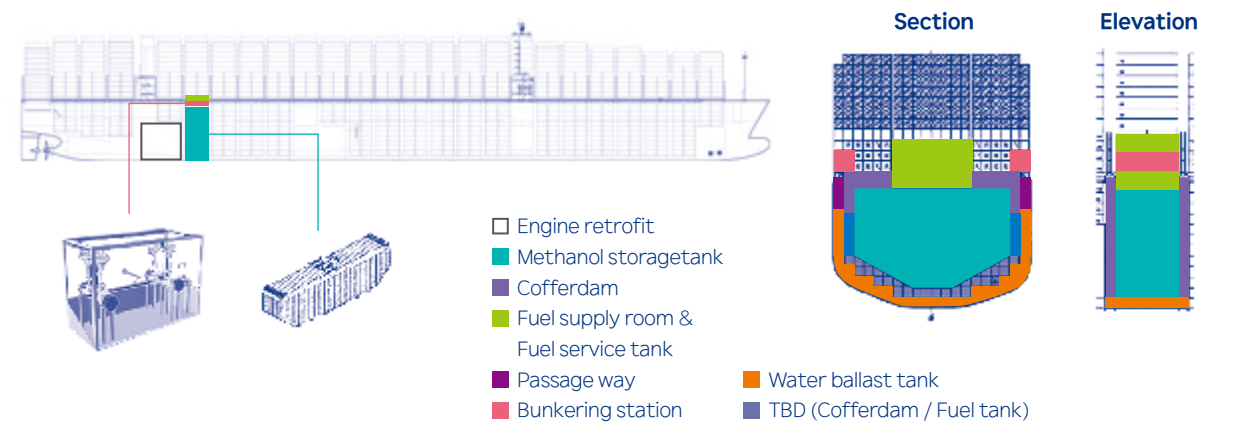 Section
Elevation
Engine retrofit
Methanol storagetank
Cofferdam
Fuel supply room &
Fuel service tank
Passage way
Bunkering station
Water ballast tank
TBD (Cofferdam / Fuel tank)